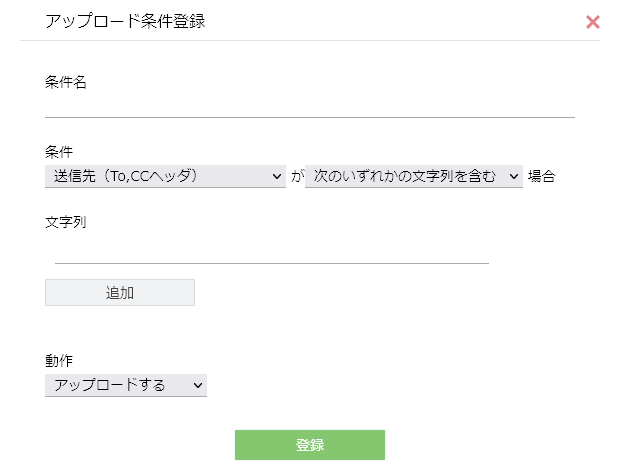 アップロード条件登録
条件名
条件
送信先（To,CCヘッダ） が 次のいずれかの文字列を含む 場合
文字列
追加
動作
アップロードする
登録